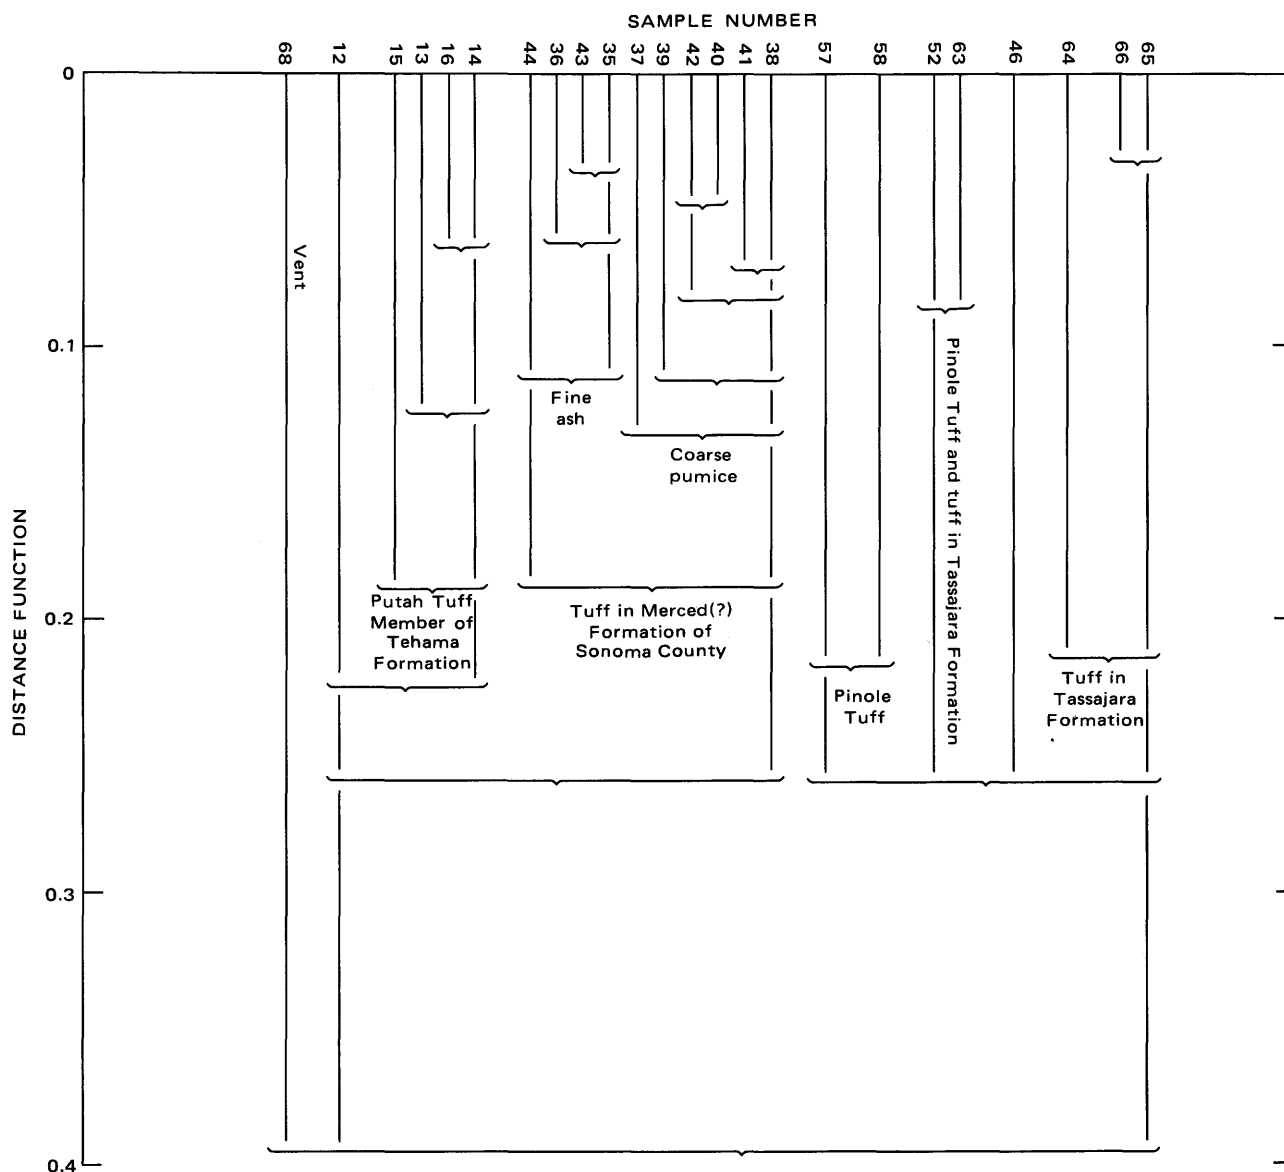 SAMPLE NUMBER
68 12 15 13 16 14 44 36 43 35 37 39 42 40 41 38 57 58 52 63 46 64 66 65
0
Vent
0.1
Pinole Tuff and tuff in Tassajara Formation
Fine
ash
Coarse
pumice
DISTANCE FUNCTION
Putah Tuff
Member of
Tehama
Formation
0.2
Tuff in Merced(?)
Formation of
Sonoma County
Pinole
Tuff
Tuff in
Tassajara
Formation
0.3
0.4